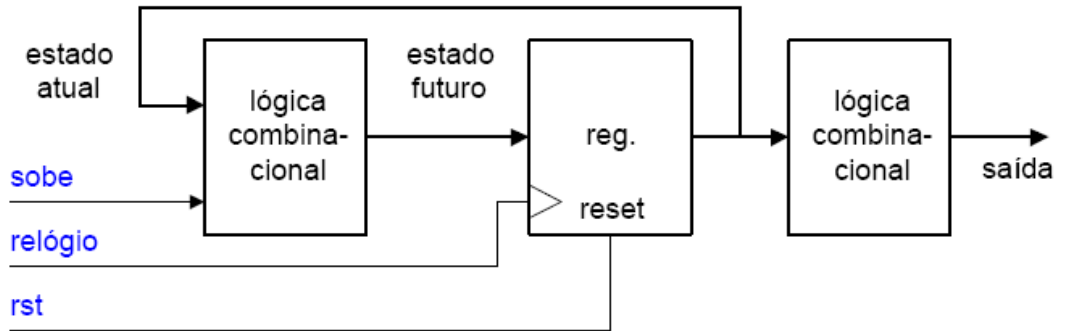 estado
atual
lógica
combina-
cional
estado
futuro
reg.
reset
lógica
combina-
cional
saída
sobe
relógio
rst